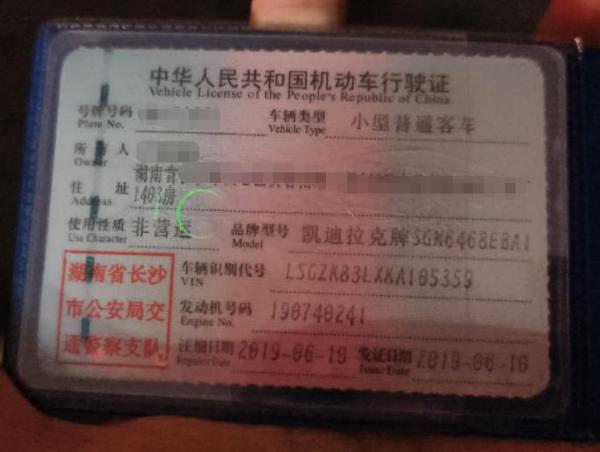 中华人民共和国机动车行驶证
Vehicle License of the People's Republic of China
号牌号码
Plate No.
车辆类型 小型普通客车
Vehicle Type
所有人
Owner
住址 湖南省
Address 1403房
使用性质 非营运 品牌型号 凯迪拉克牌SGM6468EBA1
Use Character Model
湖南省长沙
市公安局交
通警察支队
车辆识别代号 LSGZK83LXKA105359
VIN
发动机号码 190740241
Engine No.
注册日期 2019-06-10 发证日期 2019-06-10
Register Date Issue Date